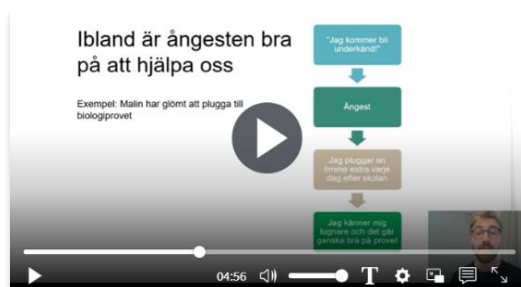 Ibland är ångesten bra
på att hjälpa oss
Exempel: Malin har glömt att plugga till
biologiprovet
"Jag kommer bli
underkänd!"
Ångest
Jag pluggar en
timme extra varje
dag efter skolan
Jag känner mig
lugnare och det går
ganska bra på provet
04:56
T